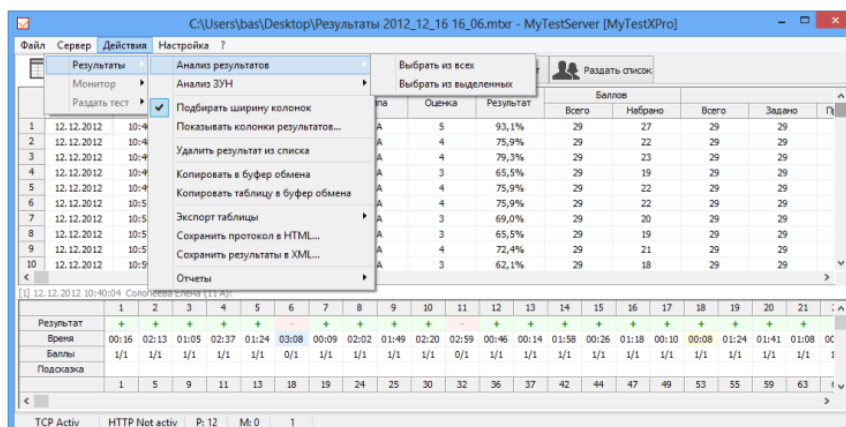 C:\Users\bas\Desktop\Результаты 2012_12_16 16_06.mtxr - MyTestServer [MyTestXPro]
Файл Сервер Действия Настройка ?
Результаты Анализ результатов Выбрать из всех
Монитор Анализ ЗУН Выбрать из выделенных Раздать список
Раздать тест Подбирать ширину колонок
Показывать колонки результатов...
Удалить результат из списка
Копировать в буфер обмена
Копировать таблицу в буфер обмена
Экспорт таблицы
Сохранить протокол в HTML...
Сохранить результаты в XML...
Отчеты
Баллов
Оценка Результат Всего Набрано Всего Задано
1 12.12.2012 5 93,1% 29 27 29 29
2 12.12.2012 4 75,9% 29 22 29 29
3 12.12.2012 4 79,3% 29 23 29 29
4 12.12.2012 3 65,5% 29 19 29 29
5 12.12.2012 4 75,9% 29 22 29 29
6 12.12.2012 4 75,9% 29 22 29 29
7 12.12.2012 3 69,0% 29 20 29 29
8 12.12.2012 3 65,5% 29 19 29 29
9 12.12.2012 4 72,4% 29 21 29 29
10 12.12.2012 3 62,1% 29 18 29 29
[1] 12.12.2012 10:40:04 Елена (11 А):
1 2 3 4 5 6 7 8 9 10 11 12 13 14 15 16 17 18 19 20 21
Результат + + + + + - + + + + - + + + + + + + + + +
Время 00:16 02:13 01:05 02:37 01:24 03:08 00:09 02:02 01:49 02:20 02:59 00:46 00:14 01:58 00:26 01:18 00:10 00:08 01:24 01:41 01:08
Баллы 1/1 1/1 1/1 1/1 1/1 0/1 1/1 1/1 1/1 1/1 0/1 1/1 1/1 1/1 1/1 1/1 1/1 1/1 1/1 1/1 1/1
Подсказка
1 5 9 11 13 18 19 24 25 30 32 36 37 42 44 47 49 53 55 59 63
TCP Activ HTTP Not activ P: 12 M: 0 1